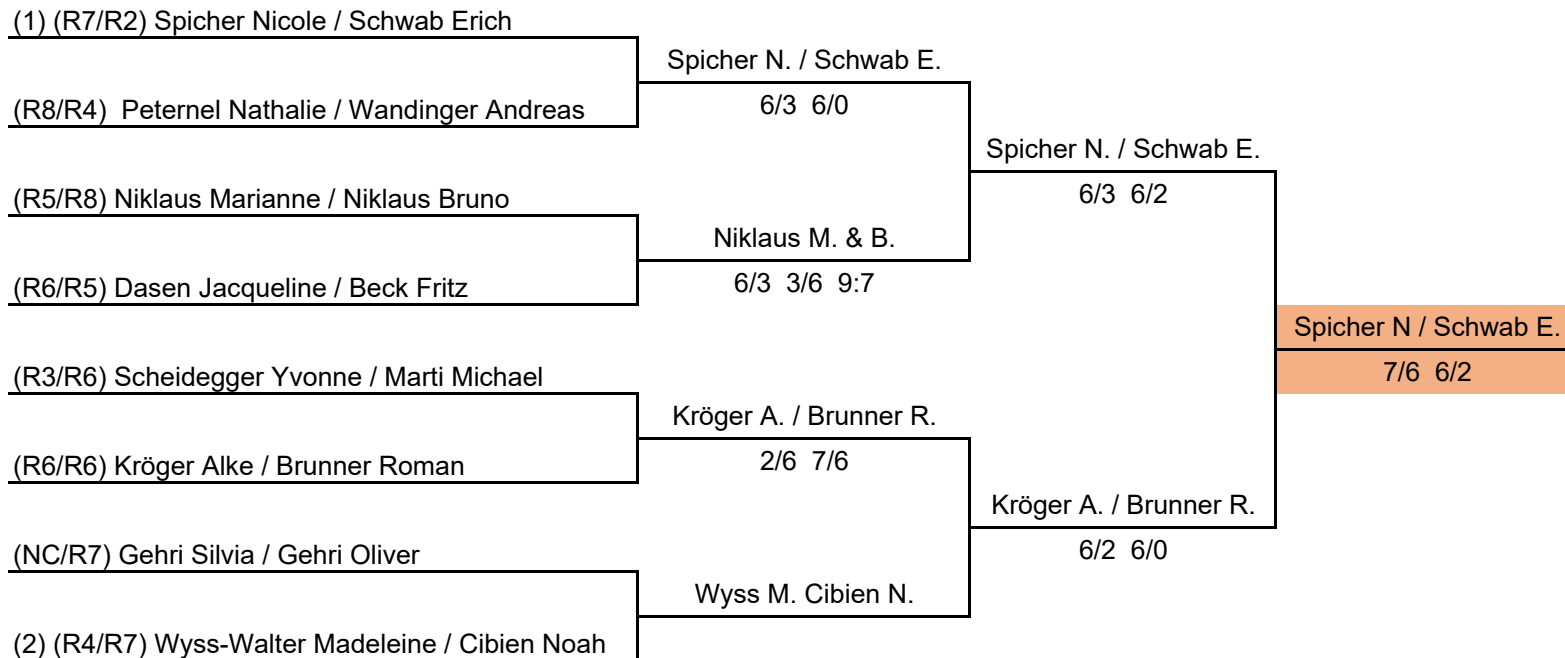 (1) (R7/R2) Spicher Nicole / Schwab Erich
Spicher N. / Schwab E.
(R8/R4)  Peternel Nathalie / Wandinger Andreas
6/3  6/0
Spicher N. / Schwab E.
(R5/R8) Niklaus Marianne / Niklaus Bruno
6/3  6/2
Niklaus M. & B.
(R6/R5) Dasen Jacqueline / Beck Fritz
6/3  3/6  9:7
Spicher N / Schwab E.
(R3/R6) Scheidegger Yvonne / Marti Michael
7/6  6/2
Kröger A. / Brunner R.
(R6/R6) Kröger Alke / Brunner Roman
2/6  7/6
Kröger A. / Brunner R.
(NC/R7) Gehri Silvia / Gehri Oliver
6/2  6/0
Wyss M. Cibien N.
(2) (R4/R7) Wyss-Walter Madeleine / Cibien Noah